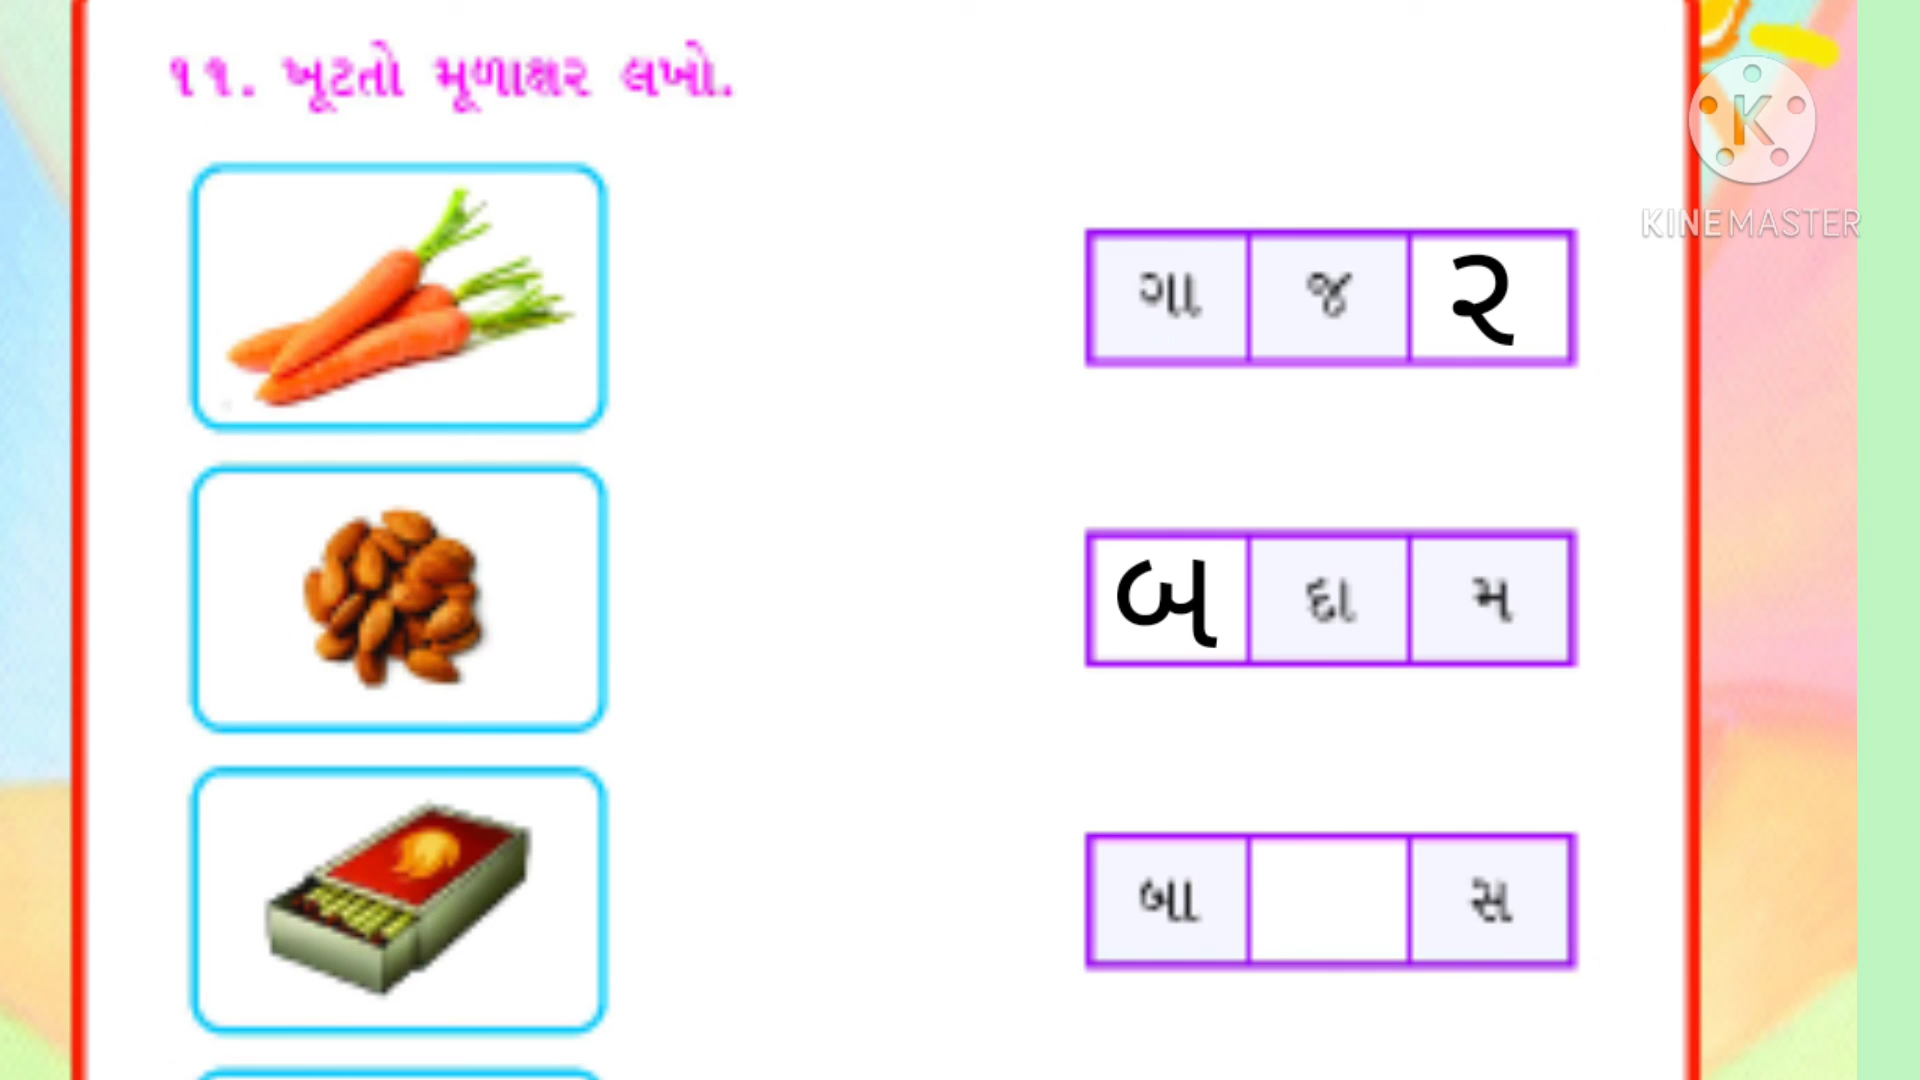 ૧૧. ખૂટતો મૂળાક્ષર લખો.
K
KINEMASTER
ગા જ ર
બ દા મ
બા સ